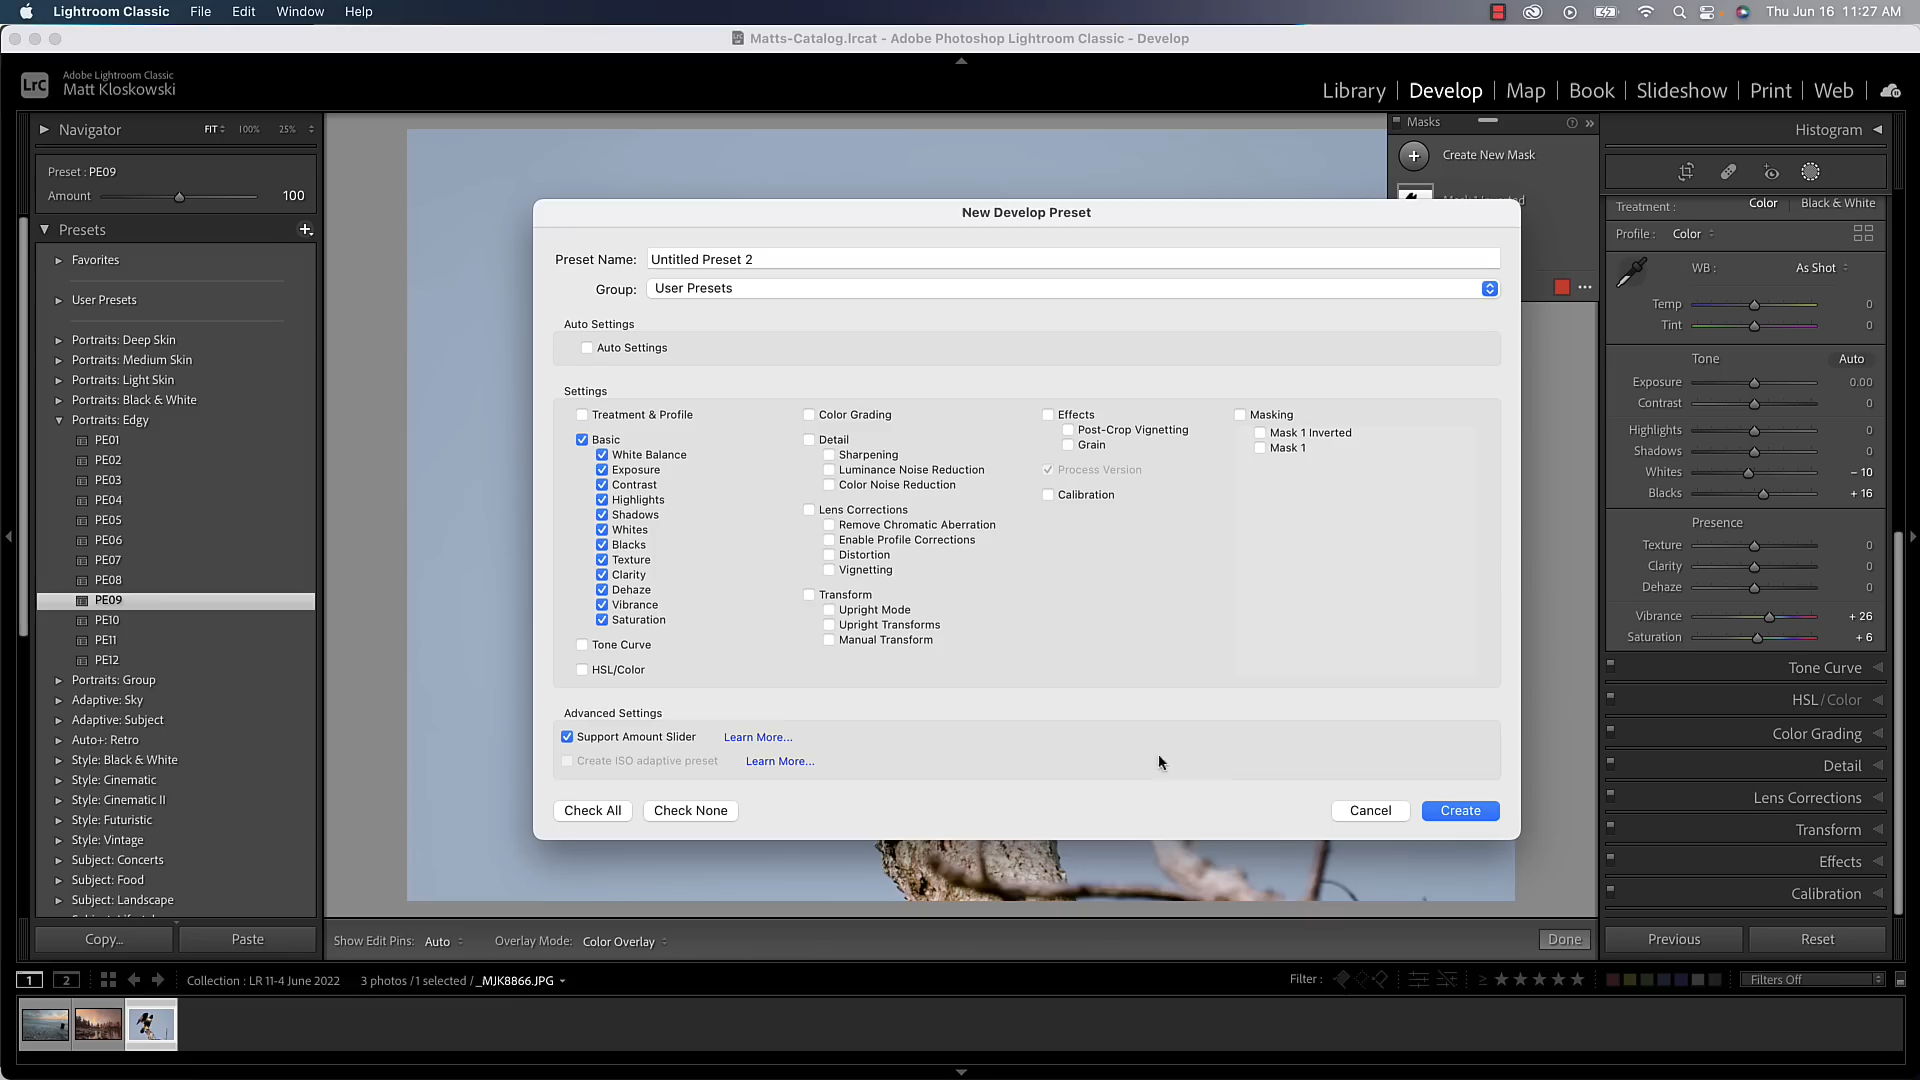 Lightroom Classic File Edit Window Help
Thu Jun 16 11:27 AM
Matts-Catalog.lrcat - Adobe Photoshop Lightroom Classic - Develop
LrC
Adobe Lightroom Classic
Matt Kloskowski
Library | Develop | Map | Book | Slideshow | Print | Web
Navigator FIT 100% 25%
Preset : PE09
Amount 100
Presets
Favorites
User Presets
Portraits: Deep Skin
Portraits: Medium Skin
Portraits: Light Skin
Portraits: Black & White
Portraits: Edgy
PE01
PE02
PE03
PE04
PE05
PE06
PE07
PE08
PE09
PE10
PE11
PE12
Portraits: Group
Adaptive: Sky
Adaptive: Subject
Auto+: Retro
Style: Black & White
Style: Cinematic
Style: Cinematic II
Style: Futuristic
Style: Vintage
Subject: Concerts
Subject: Food
Subject: Landscape
Copy... Paste
New Develop Preset
Preset Name: Untitled Preset 2
Group: User Presets
Auto Settings
Auto Settings
Settings
Treatment & Profile
Basic
White Balance
Exposure
Contrast
Highlights
Shadows
Whites
Blacks
Texture
Clarity
Dehaze
Vibrance
Saturation
Tone Curve
HSL/Color
Color Grading
Detail
Sharpening
Luminance Noise Reduction
Color Noise Reduction
Lens Corrections
Remove Chromatic Aberration
Enable Profile Corrections
Distortion
Vignetting
Transform
Upright Mode
Upright Transforms
Manual Transform
Effects
Post-Crop Vignetting
Grain
Process Version
Calibration
Masking
Mask 1 Inverted
Mask 1
Advanced Settings
Support Amount Slider Learn More...
Create ISO adaptive preset Learn More...
Check All Check None Cancel Create
Masks
Create New Mask
Histogram
Treatment : Color Black & White
Profile : Color
WB : As Shot
Temp 0
Tint 0
Tone Auto
Exposure 0.00
Contrast 0
Highlights 0
Shadows 0
Whites – 10
Blacks + 16
Presence
Texture 0
Clarity 0
Dehaze 0
Vibrance + 26
Saturation + 6
Tone Curve
HSL / Color
Color Grading
Detail
Lens Corrections
Transform
Effects
Calibration
Previous Reset
Show Edit Pins: Auto Overlay Mode: Color Overlay Done
1 2 Collection : LR 11-4 June 2022 3 photos / 1 selected / _MJK8866.JPG Filter : ≥ ★★★★★ Filters Off